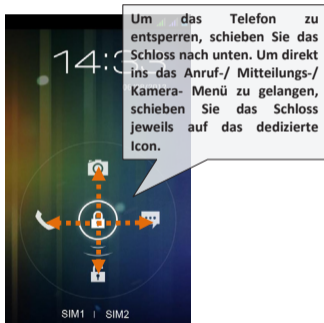 Um das Telefon zu
entsperren, schieben Sie das
Schloss nach unten. Um direkt
ins das Anruf-/ Mitteilungs-/
Kamera- Menü zu gelangen,
schieben Sie das Schloss
jeweils auf das dedizierte
Icon.
SIM1 | SIM2